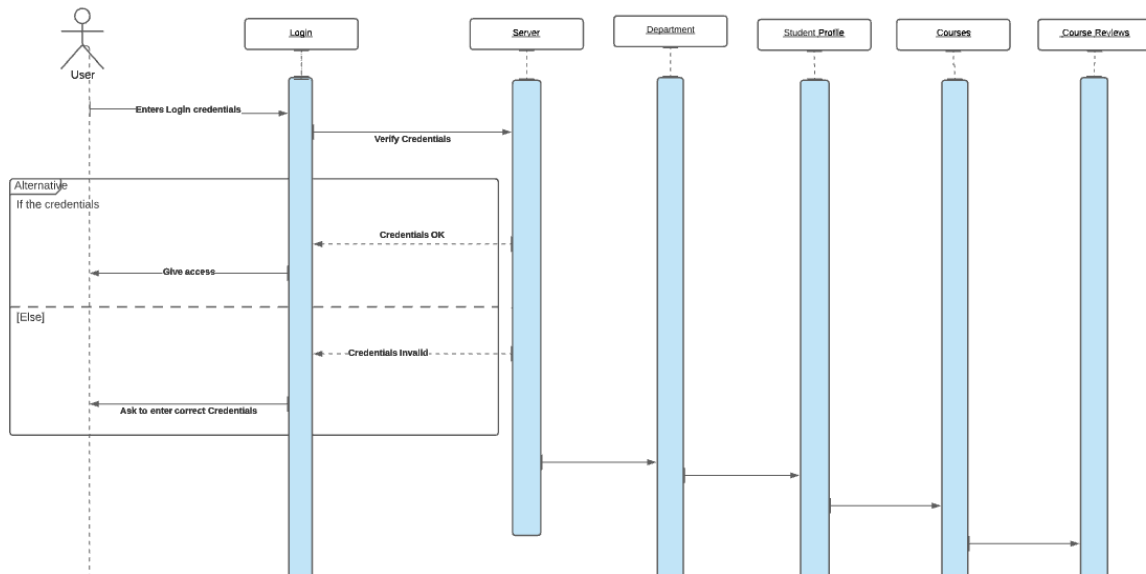 Login
Server
Department
Student Profile
Courses
Course Reviews
User
Enters Login credentials
Verify Credentials
Alternative
If the credentials
Credentials OK
Give access
[Else]
Credentials Invalid
Ask to enter correct Credentials